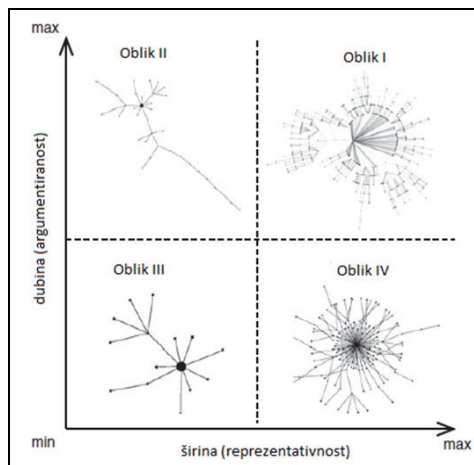 max
Oblik II
Oblik I
dubina (argumentiranost)
Oblik III
Oblik IV
min
širina (reprezentativnost)
max